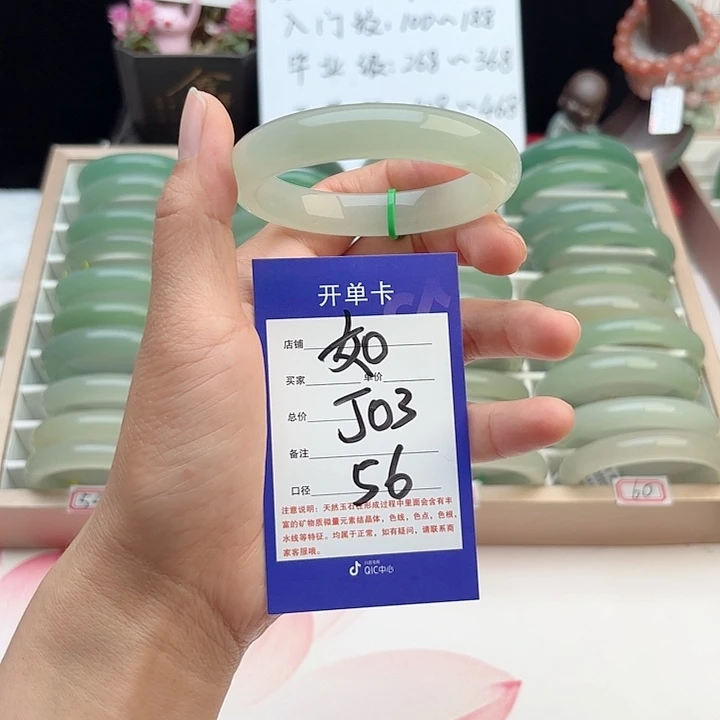 入门级:100~188
毕业级:268~368
68~468
开单卡
店铺 如
买家 单价
总价 J03
备注
口径 56
注意说明:天然玉石在形成过程中里面会含有丰
富的矿物质微量元素结晶体,色线,色点,色根,
水线等特征。均属于正常,如有疑问,请联系商
家客服哦。
QIC中心
60